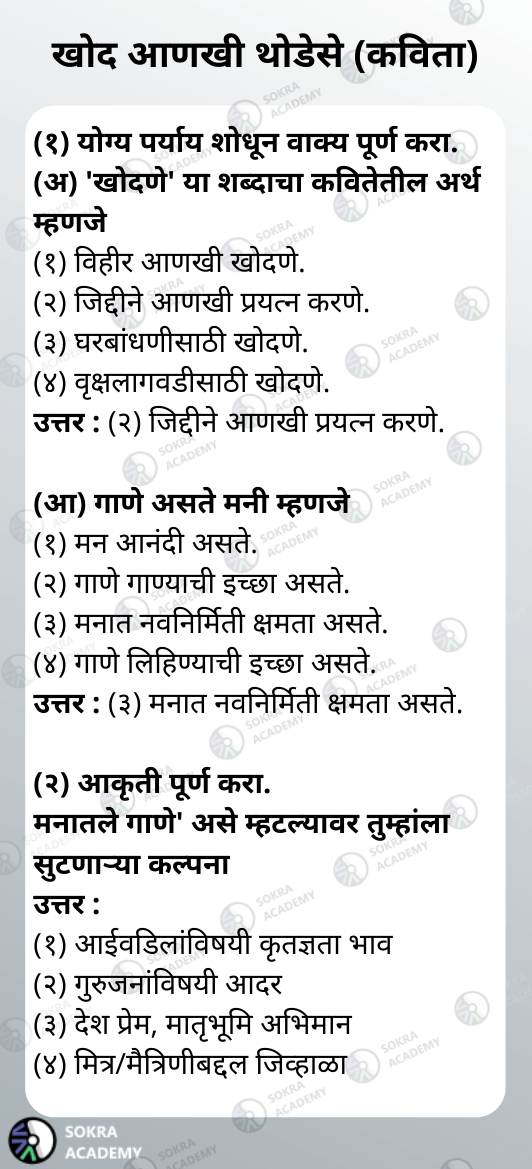 खोद आणखी थोडेसे (कविता)
(१) योग्य पर्याय शोधून वाक्य पूर्ण करा.
(अ) 'खोदणे' या शब्दाचा कवितेतील अर्थ
म्हणजे
(१) विहीर आणखी खोदणे.
(२) जिद्दीने आणखी प्रयत्न करणे.
(३) घरबांधणीसाठी खोदणे.
(४) वृक्षलागवडीसाठी खोदणे.
उत्तर : (२) जिद्दीने आणखी प्रयत्न करणे.
(आ) गाणे असते मनी म्हणजे
(१) मन आनंदी असते.
(२) गाणे गाण्याची इच्छा असते.
(३) मनात नवनिर्मिती क्षमता असते.
(४) गाणे लिहिण्याची इच्छा असते.
उत्तर : (३) मनात नवनिर्मिती क्षमता असते.
(२) आकृती पूर्ण करा.
मनातले गाणे' असे म्हटल्यावर तुम्हांला
सुटणाऱ्या कल्पना
उत्तर :
(१) आईवडिलांविषयी कृतज्ञता भाव
(२) गुरुजनांविषयी आदर
(३) देश प्रेम, मातृभूमि अभिमान
(४) मित्र/मैत्रिणीबद्दल जिव्हाळा
SOKRA
ACADEMY